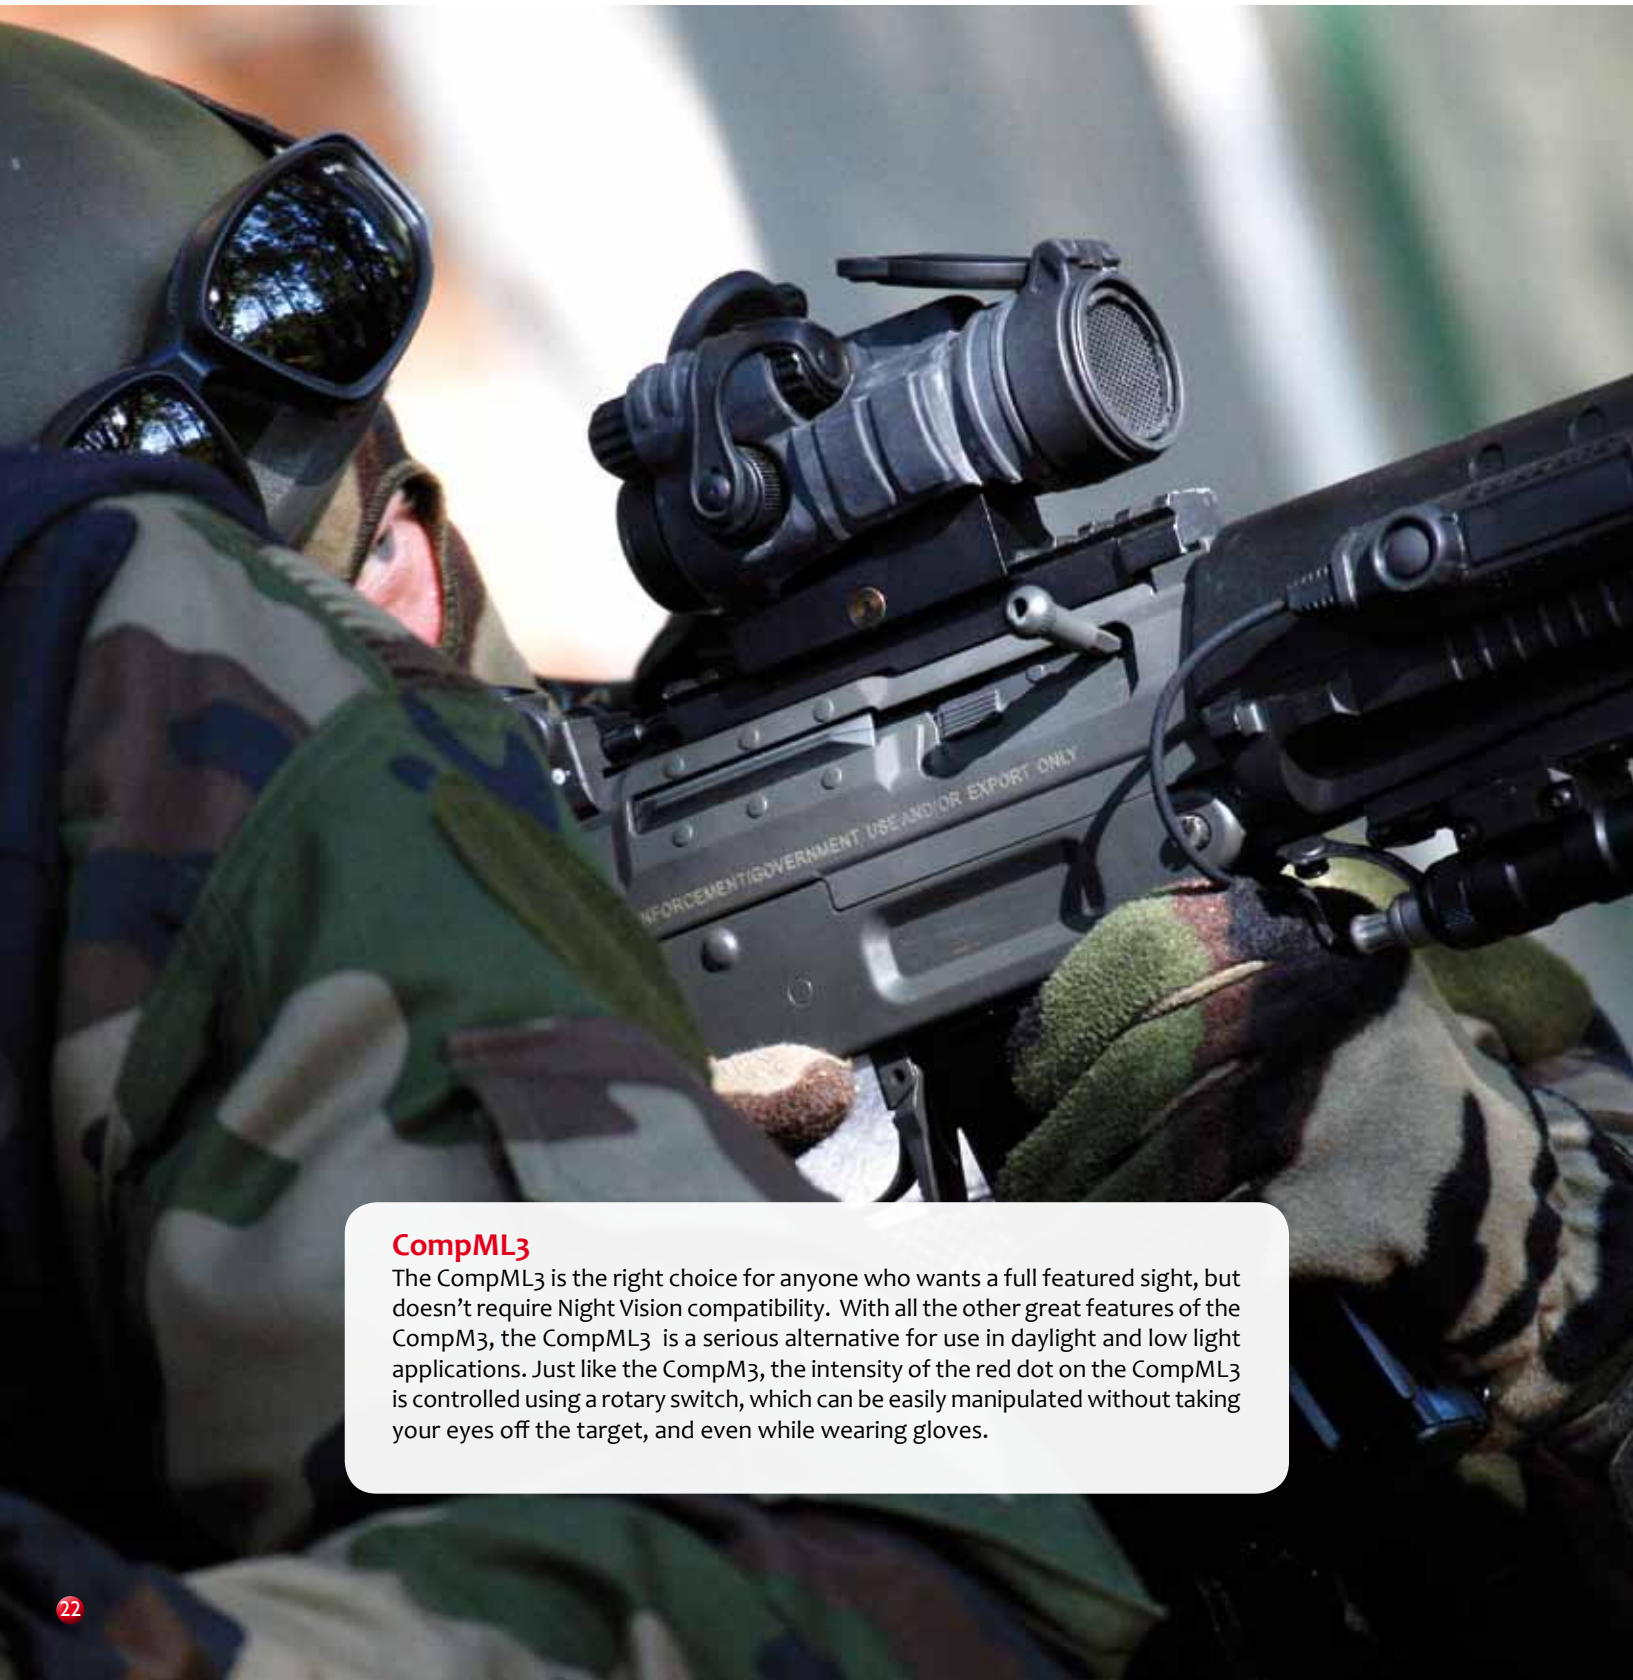 NFORCEMENT/GOVERNMENT USE AND/OR EXPORT ONLY
CompML3
The CompML3 is the right choice for anyone who wants a full featured sight, but
doesn’t require Night Vision compatibility.  With all the other great features of the
CompM3, the CompML3  is a serious alternative for use in daylight and low light
applications. Just like the CompM3, the intensity of the red dot on the CompML3
is controlled using a rotary switch, which can be easily manipulated without taking
your eyes off the target, and even while wearing gloves.
22